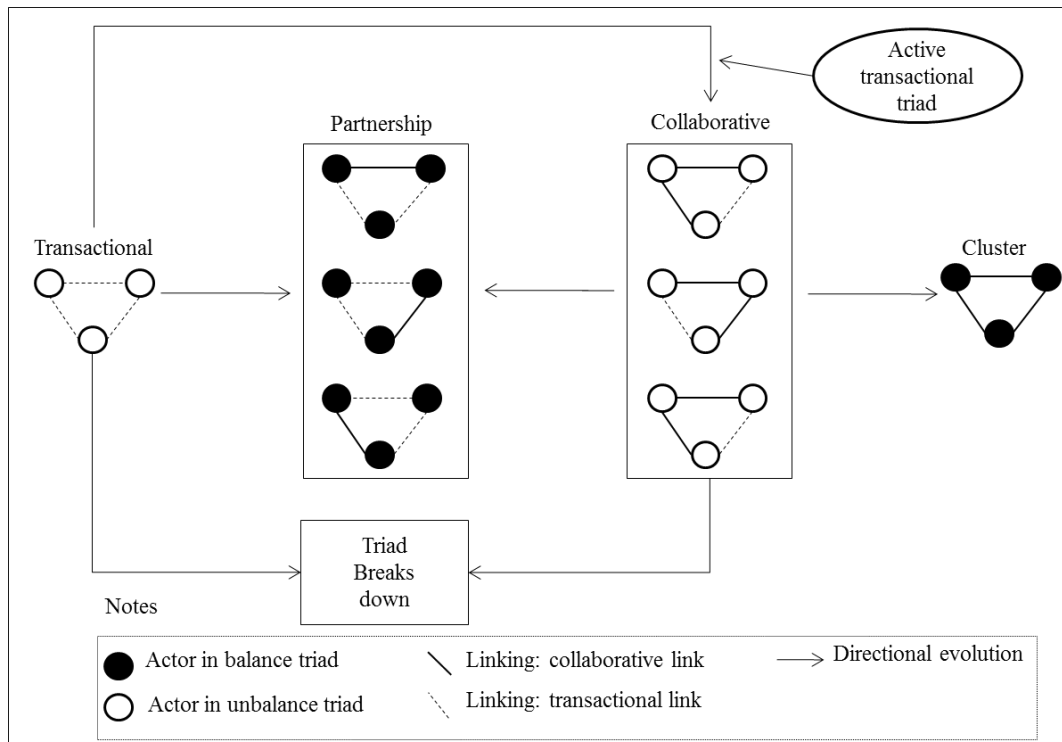 Active
transactional
triad
Partnership
Collaborative
Transactional
Cluster
Triad
Breaks
down
Notes
Actor in balance triad
Linking: collaborative link
Directional evolution
Actor in unbalance triad
Linking: transactional link